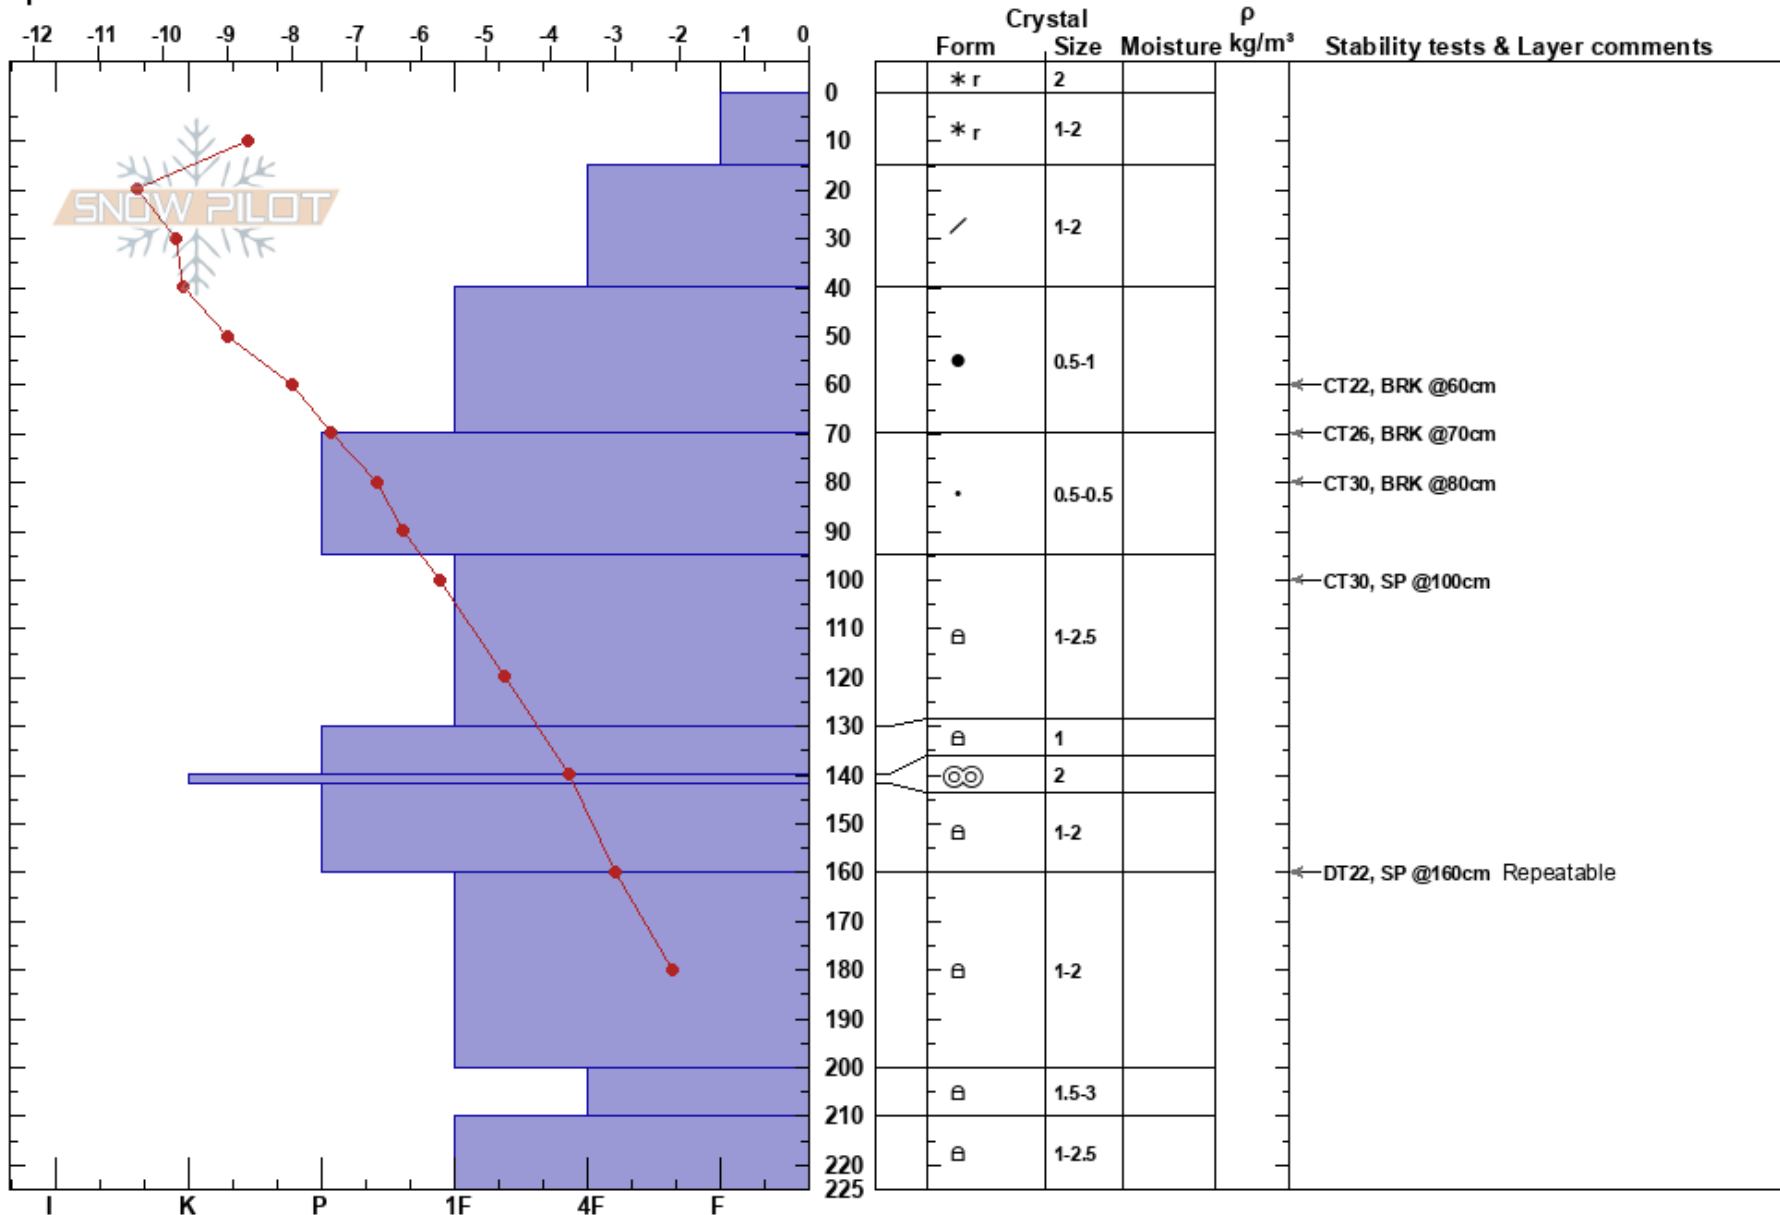 Crystal ρ
-12 -11 -10 -9 -8 -7 -6 -5 -4 -3 -2 -1 0 Form Size Moisture kg/m³ Stability tests & Layer comments
r 2
0
10 r 1-2
20
SNOW PILOT
1-2
30
40
50
0.5-1
60 CT22, BRK @60cm
70 CT26, BRK @70cm
80 0.5-0.5 CT30, BRK @80cm
90
100 CT30, SP @100cm
110 1-2.5
120
130 1
140 2
150 1-2
160 DT22, SP @160cm Repeatable
170
180 1-2
190
200
1.5-3
210
1-2.5
220
225
I K P 1F 4F F